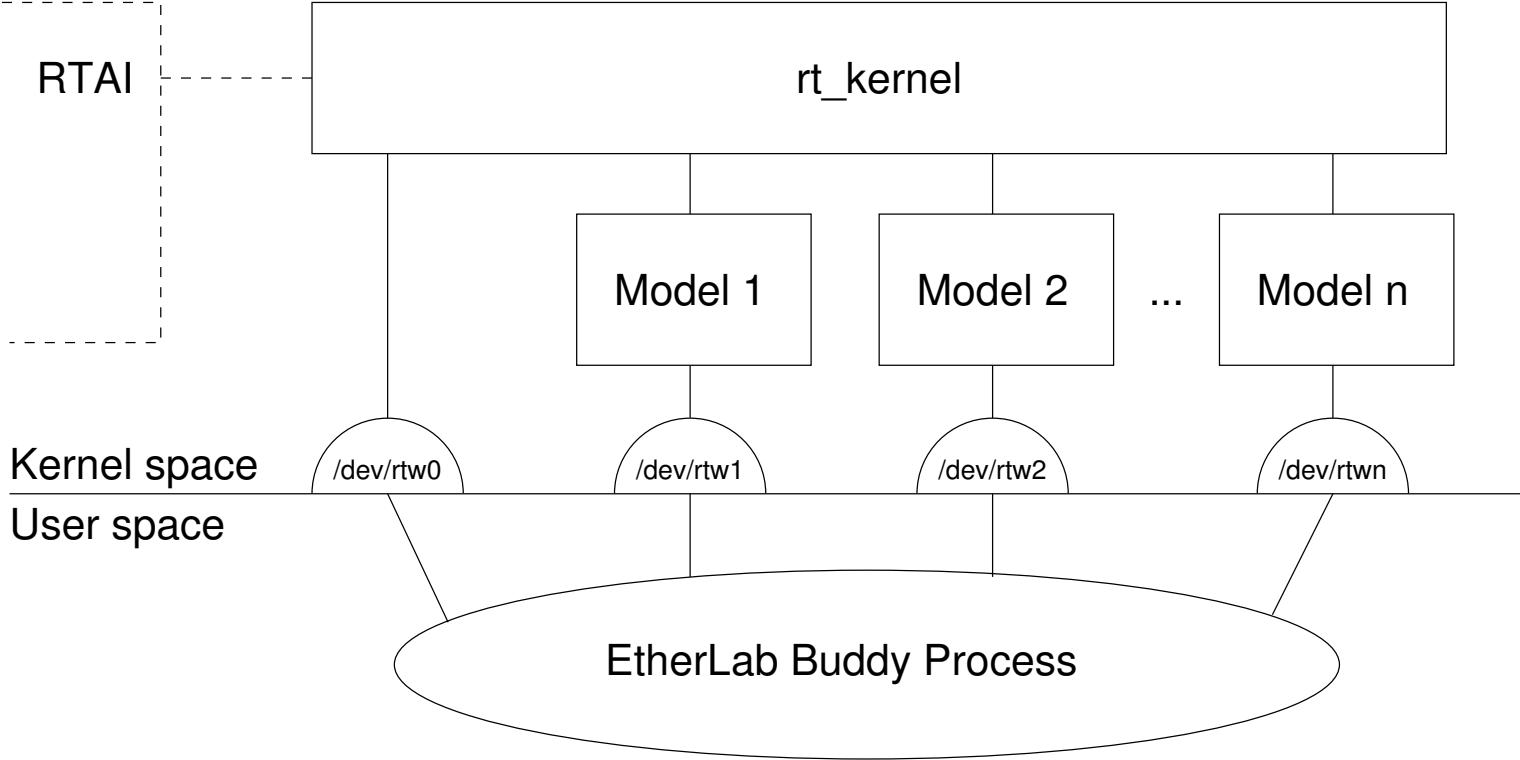 RTAI
rt_kernel
Model 1
Model 2
...
Model n
Kernel space
/dev/rtw0
/dev/rtw1
/dev/rtw2
/dev/rtwn
User space
EtherLab Buddy Process